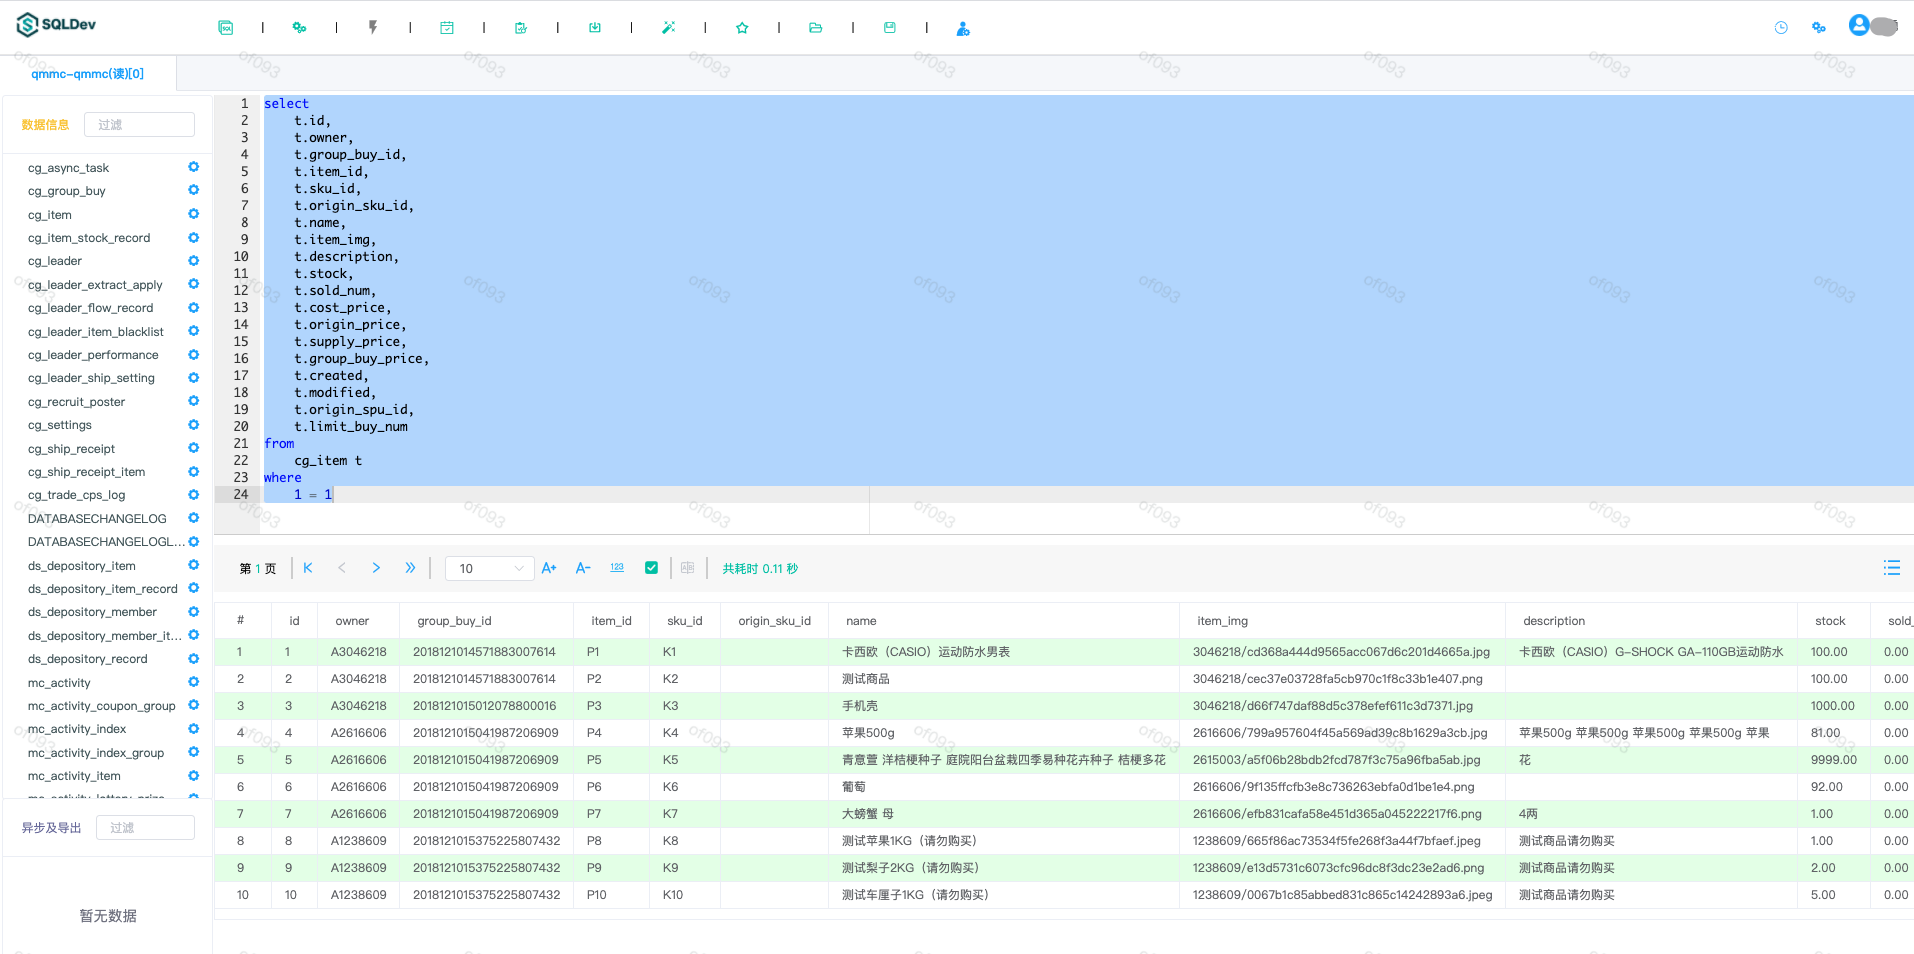 SQLDev
qmmc-qmmc(读)[0]
数据信息 过滤
cg_async_task
cg_group_buy
cg_item
cg_item_stock_record
cg_leader
cg_leader_extract_apply
cg_leader_flow_record
cg_leader_item_blacklist
cg_leader_performance
cg_leader_ship_setting
cg_recruit_poster
cg_settings
cg_ship_receipt
cg_ship_receipt_item
cg_trade_cps_log
DATABASECHANGELOG
DATABASECHANGELOGL...
ds_depository_item
ds_depository_item_record
ds_depository_member
ds_depository_member_it...
ds_depository_record
mc_activity
mc_activity_coupon_group
mc_activity_index
mc_activity_index_group
mc_activity_item
异步及导出 过滤
暂无数据
1 select
2 t.id,
3 t.owner,
4 t.group_buy_id,
5 t.item_id,
6 t.sku_id,
7 t.origin_sku_id,
8 t.name,
9 t.item_img,
10 t.description,
11 t.stock,
12 t.sold_num,
13 t.cost_price,
14 t.origin_price,
15 t.supply_price,
16 t.group_buy_price,
17 t.created,
18 t.modified,
19 t.origin_spu_id,
20 t.limit_buy_num
21 from
22 cg_item t
23 where
24 1 = 1
第 1 页 10 A+ A- 123 共耗时 0.11 秒
# id owner group_buy_id item_id sku_id origin_sku_id name item_img description stock sold_
1 1 A3046218 2018121014571883007614 P1 K1 卡西欧（CASIO）运动防水男表 3046218/cd368a444d9565acc067d6c201d4665a.jpg 卡西欧（CASIO）G-SHOCK GA-110GB运动防水 100.00 0.00
2 2 A3046218 2018121014571883007614 P2 K2 测试商品 3046218/cec37e03728fa5cb970c1f8c33b1e407.png 100.00 0.00
3 3 A3046218 2018121015012078800016 P3 K3 手机壳 3046218/d66f747daf88d5c378efef611c3d7371.jpg 1000.00 0.00
4 4 A2616606 2018121015041987206909 P4 K4 苹果500g 2616606/799a957604f45a569ad39c8b1629a3cb.jpg 苹果500g 苹果500g 苹果500g 苹果500g 苹果 81.00 0.00
5 5 A2616606 2018121015041987206909 P5 K5 青意萱 洋桔梗种子 庭院阳台盆栽四季易种花卉种子 桔梗多花 2615003/a5f06b28bdb2fcd787f3c75a96fba5ab.jpg 花 9999.00 0.00
6 6 A2616606 2018121015041987206909 P6 K6 葡萄 2616606/9f135ffcfb3e8c736263ebfa0d1be1e4.png 92.00 0.00
7 7 A2616606 2018121015041987206909 P7 K7 大螃蟹 母 2616606/efb831cafa58e451d365a045222217f6.png 4两 1.00 0.00
8 8 A1238609 2018121015375225807432 P8 K8 测试苹果1KG（请勿购买） 1238609/665f86ac73534f5fe268f3a44f7bfaef.jpeg 测试商品请勿购买 1.00 0.00
9 9 A1238609 2018121015375225807432 P9 K9 测试梨子2KG（请勿购买） 1238609/e13d5731c6073cfc96dc8f3dc23e2ad6.png 测试商品请勿购买 2.00 0.00
10 10 A1238609 2018121015375225807432 P10 K10 测试车厘子1KG（请勿购买） 1238609/0067b1c85abbed831c865c14242893a6.jpeg 测试商品请勿购买 5.00 0.00
of093